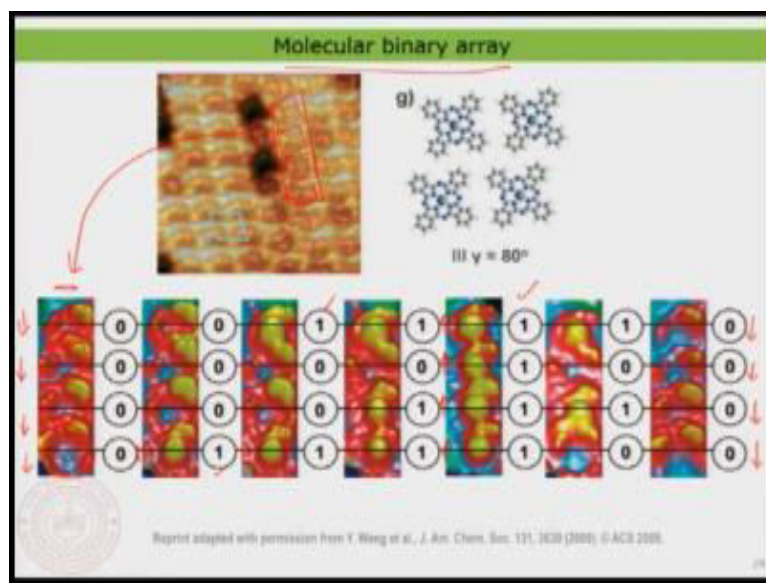 Molecular binary array
g)
III γ = 80°
0 0 1 1 1 1 0
0 0 0 0 1 0 0
0 0 0 1 1 1 0
0 1 1 1 1 0 0
Reprint adapted with permission from Y. Wang et al., J. Am. Chem. Soc. 131, (2009). © ACS 2009.